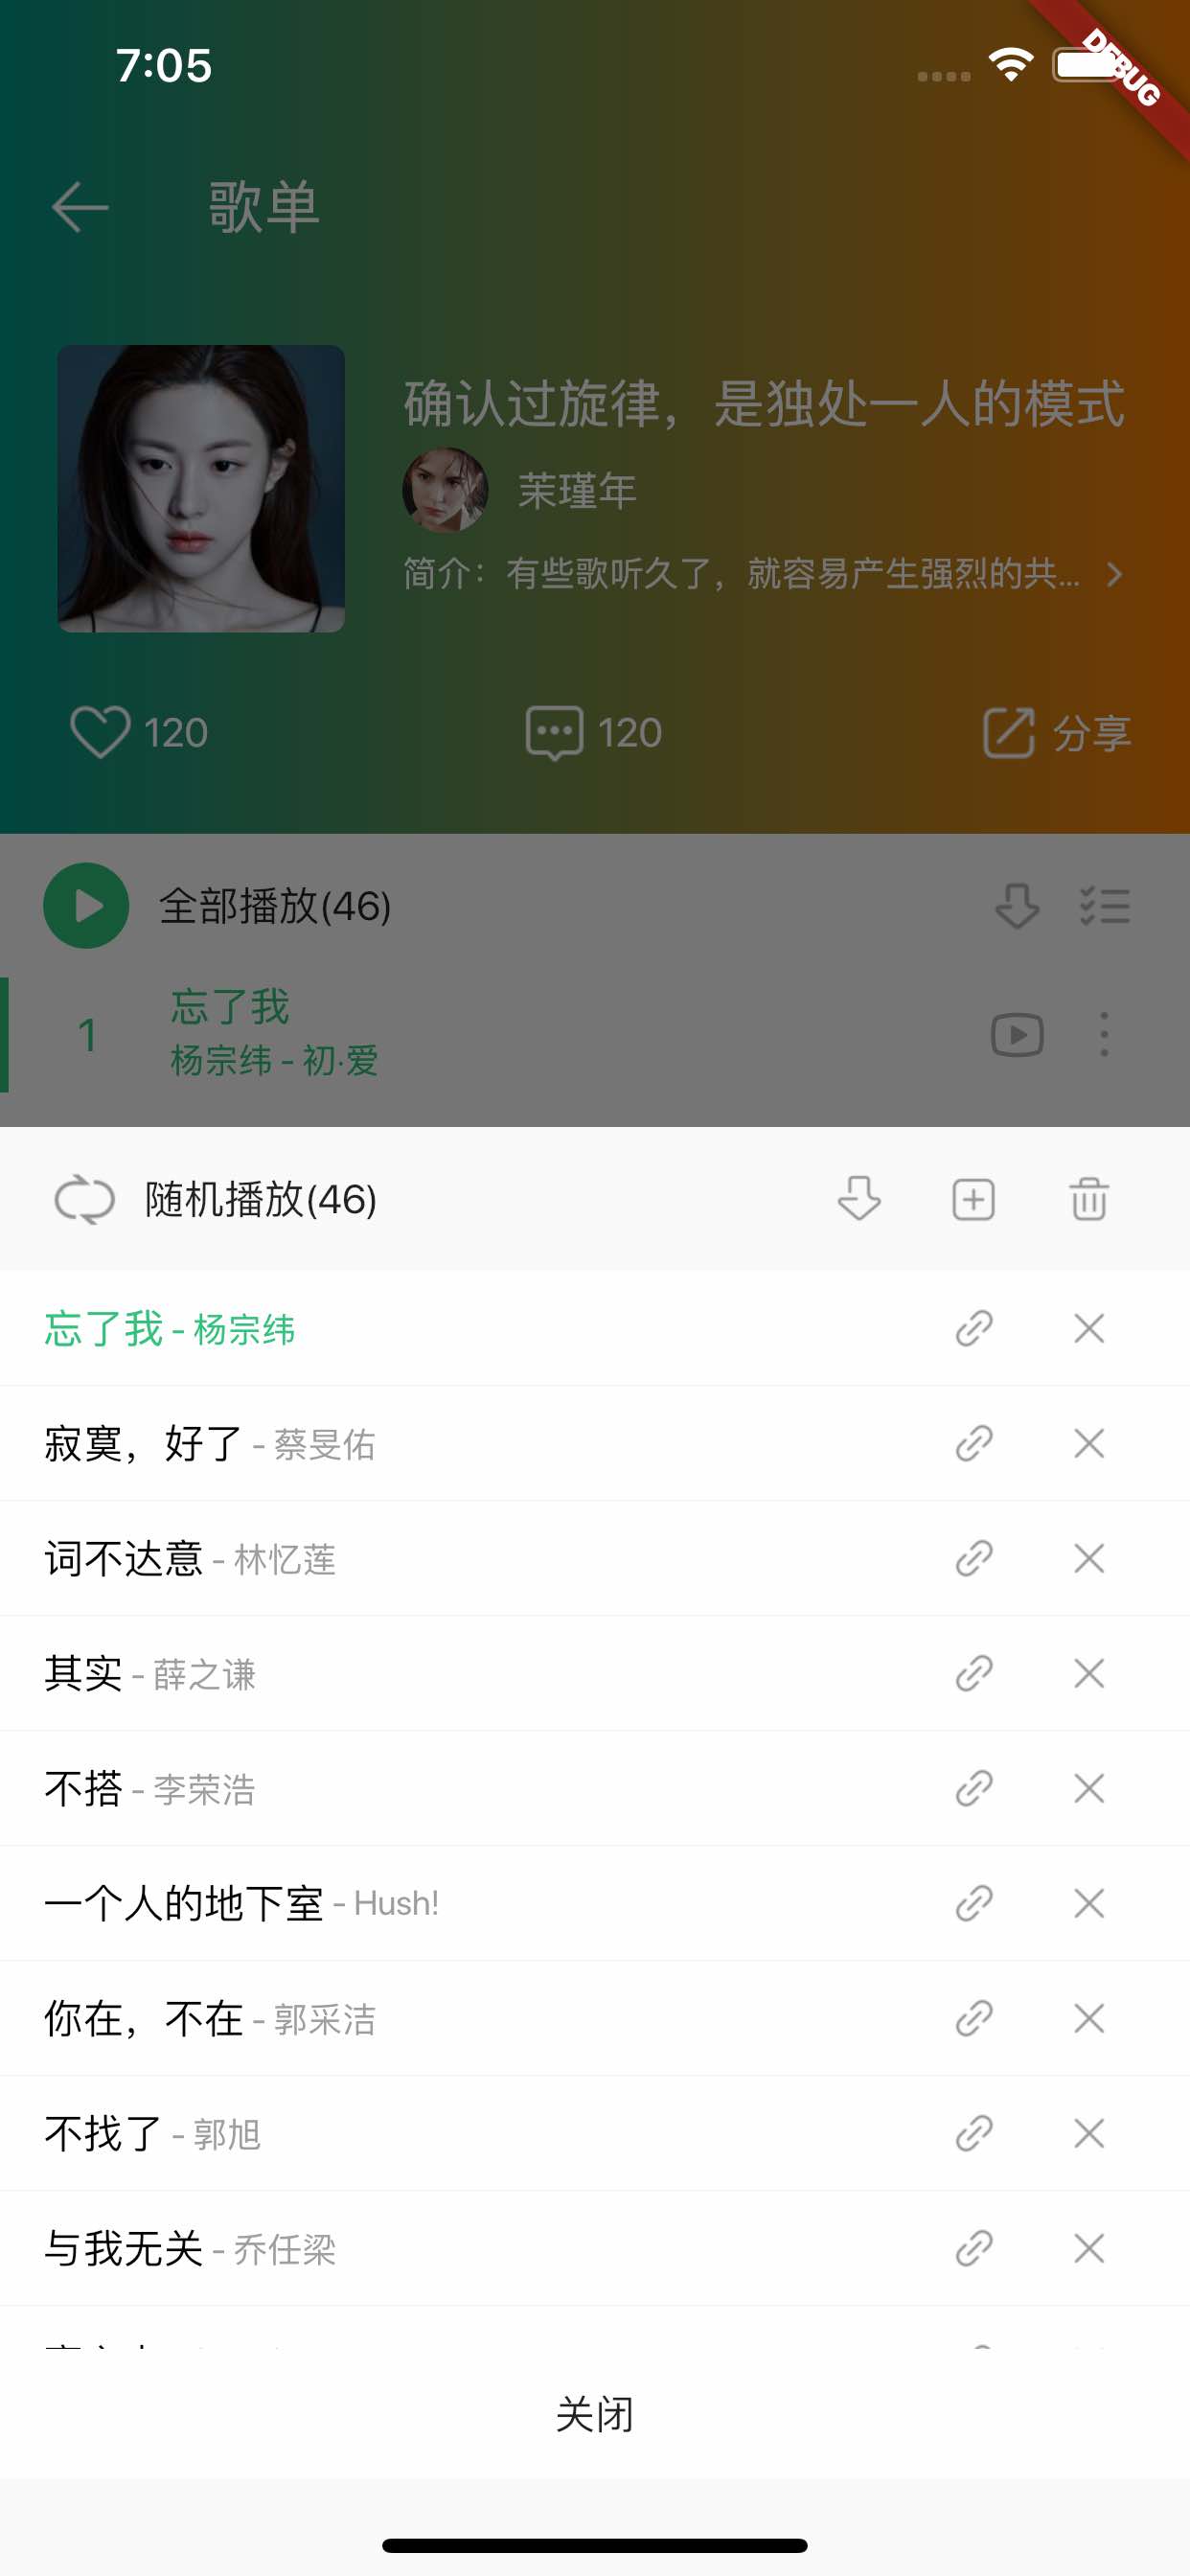 7:05
DEBUG
歌单
确认过旋律，是独处一人的模式
茉瑾年
简介：有些歌听久了，就容易产生强烈的共...
120
120
分享
全部播放(46)
1
忘了我
杨宗纬 - 初·爱
随机播放(46)
忘了我 - 杨宗纬
寂寞，好了 - 蔡旻佑
词不达意 - 林忆莲
其实 - 薛之谦
不搭 - 李荣浩
一个人的地下室 - Hush!
你在，不在 - 郭采洁
不找了 - 郭旭
与我无关 - 乔任梁
关闭